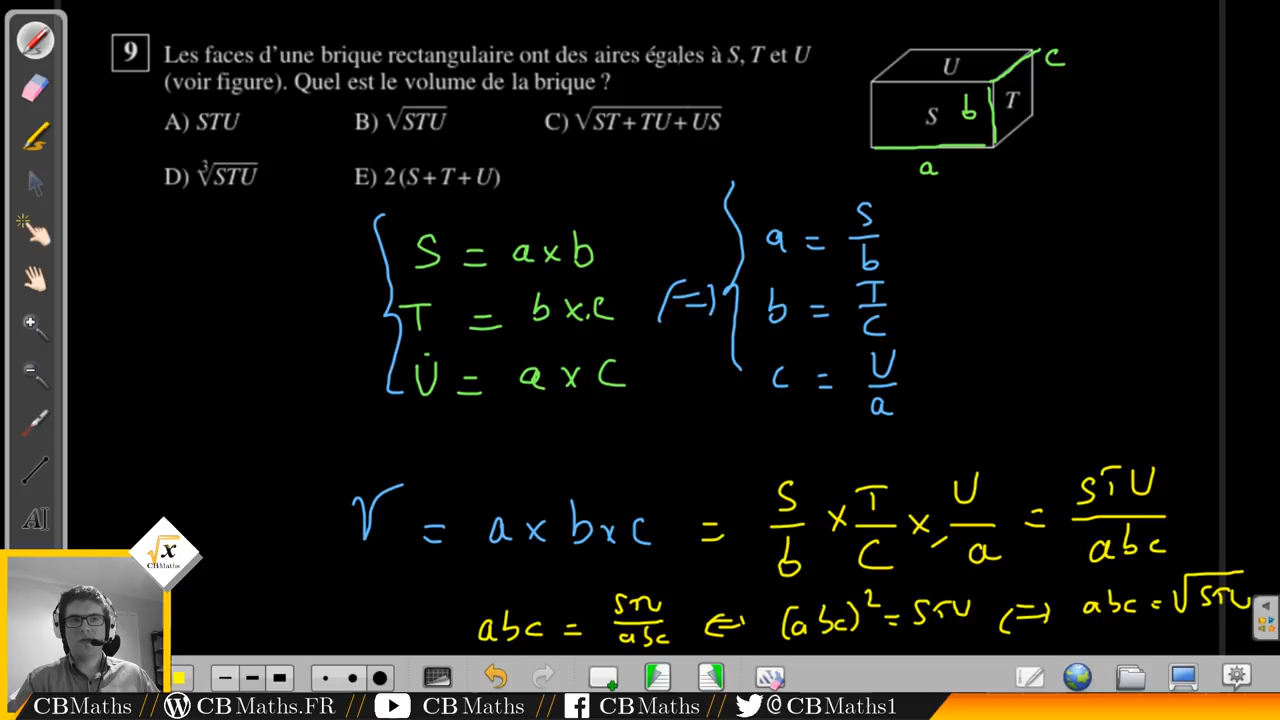 9 Les faces d'une brique rectangulaire ont des aires égales à S, T et U
(voir figure). Quel est le volume de la brique ?
A) STU B) √STU C) √ST+TU+US
D) ∛STU E) 2(S+T+U)
U
c
S
b
T
a
S = a×b
T = b×c
U = a×c
⟺
a = S/b
b = T/c
c = U/a
V = a×b×c = S/b × T/c × U/a = STU/abc
abc = STU/abc ⟺ (abc)² = STU ⟺ abc = √STU
AI
√x
CBMaths
CBMaths CBMaths.FR CBMaths CBMaths @CBMaths1